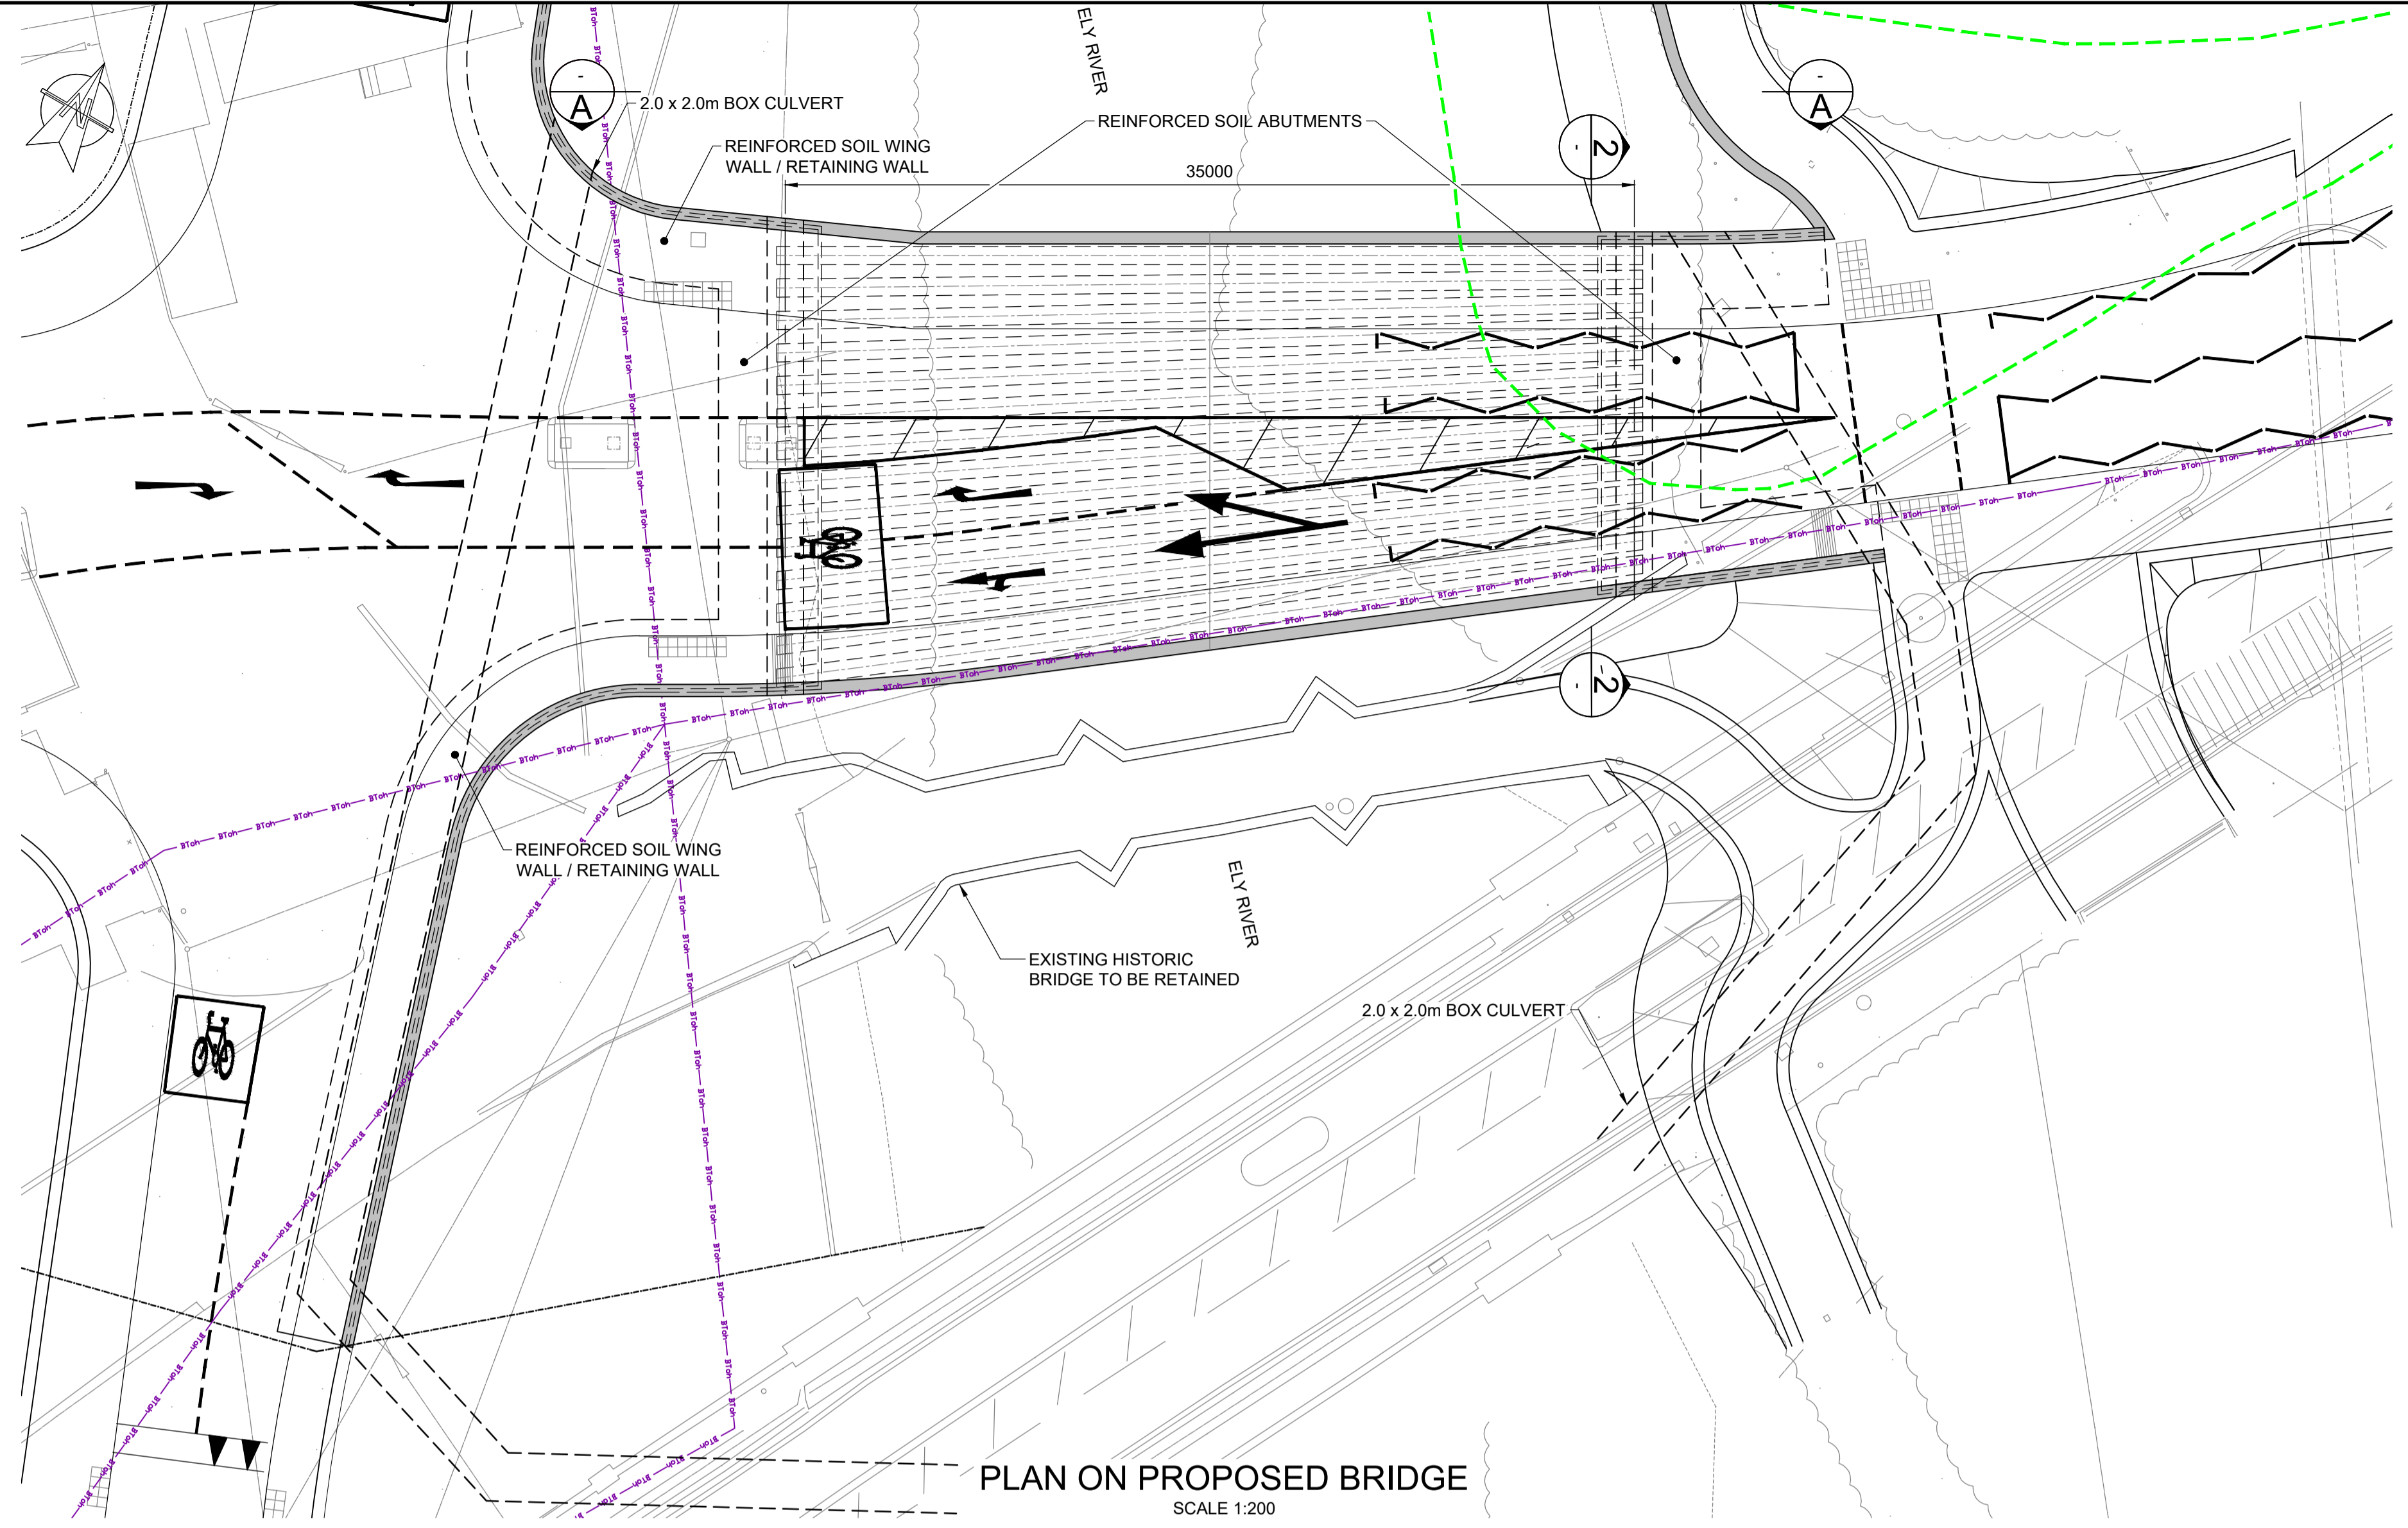 ELY RIVER
N
-
A
2.0 x 2.0m BOX CULVERT
REINFORCED SOIL ABUTMENTS
-
A
-
2
REINFORCED SOIL WING
WALL / RETAINING WALL
35000
BToh
-
2
REINFORCED SOIL WING
WALL / RETAINING WALL
ELY RIVER
EXISTING HISTORIC
BRIDGE TO BE RETAINED
2.0 x 2.0m BOX CULVERT
PLAN ON PROPOSED BRIDGE
SCALE 1:200